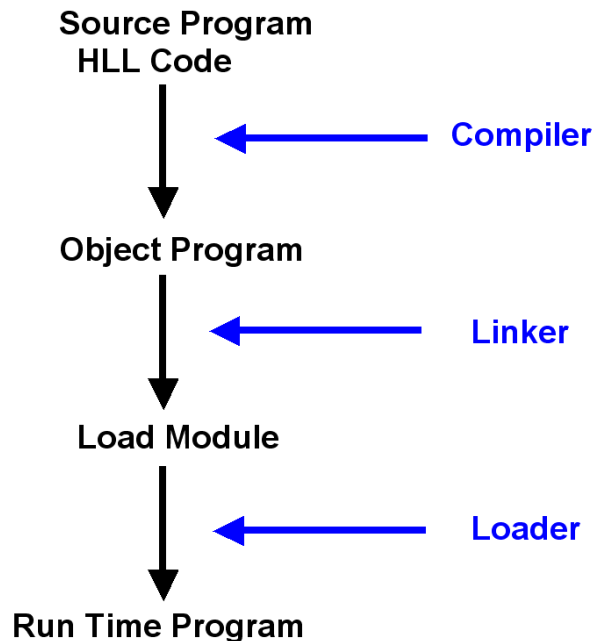 Source Program
HLL Code
Compiler
Object Program
Linker
Load Module
Loader
Run Time Program